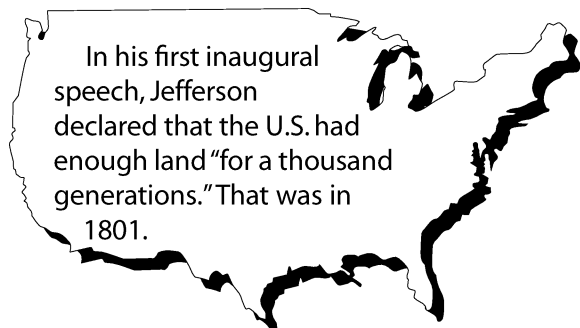 In his first inaugural
speech, Jefferson
declared that the U.S. had
enough land “for a thousand
generations.” That was in
1801.